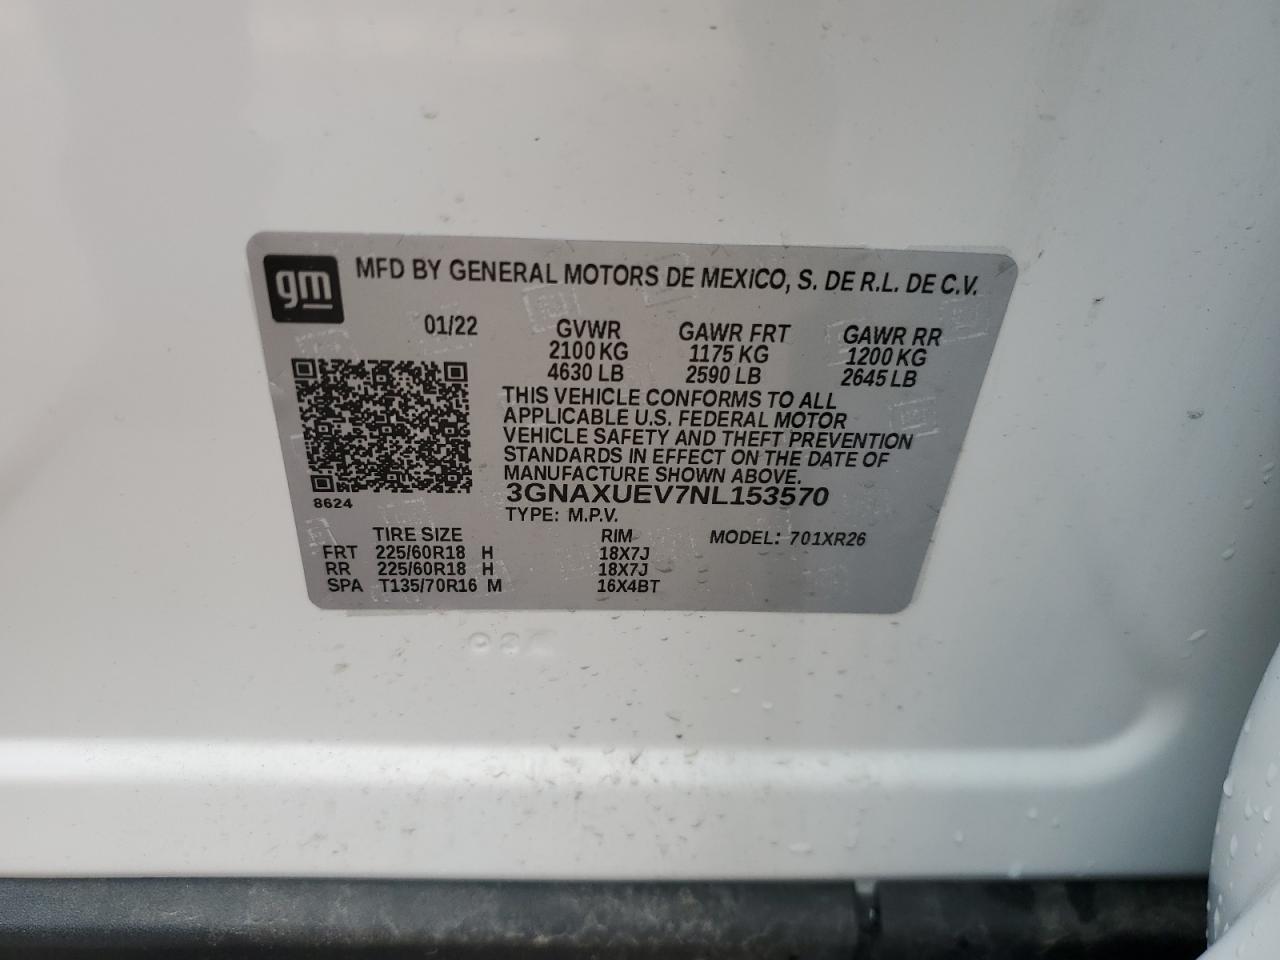 gm MFD BY GENERAL MOTORS DE MEXICO, S. DE R.L. DE C.V.
01/22 GVWR GAWR FRT GAWR RR
2100 KG 1175 KG 1200 KG
4630 LB 2590 LB 2645 LB
THIS VEHICLE CONFORMS TO ALL
APPLICABLE U.S. FEDERAL MOTOR
VEHICLE SAFETY AND THEFT PREVENTION
STANDARDS IN EFFECT ON THE DATE OF
MANUFACTURE SHOWN ABOVE.
3GNAXUEV7NL153570
8624 TYPE: M.P.V.
TIRE SIZE RIM MODEL: 701XR26
FRT 225/60R18 H 18X7J
RR 225/60R18 H 18X7J
SPA T135/70R16 M 16X4BT